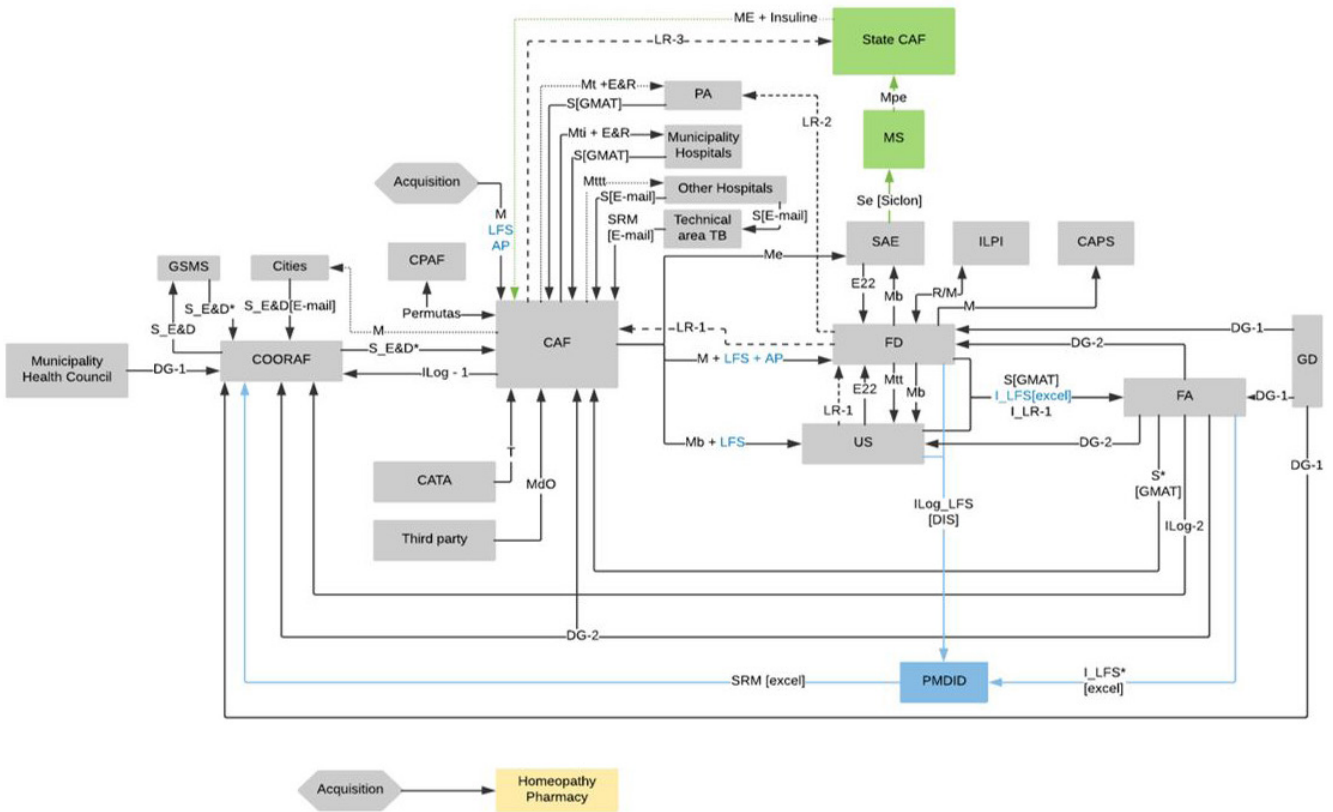 ME + Insuline
State CAF
LR-3
Mt +E&R
PA
S[GMAT]
Mpe
LR-2
MS
Mti + E&R
Municipality
Hospitals
S[GMAT]
Acquisition
Mttt
Other Hospitals
S[E-mail]
Se [Siclon]
M
LFS
AP
SRM
[E-mail]
Technical
area TB
S[E-mail]
SAE
ILPI
CAPS
GSMS
Cities
CPAF
Me
S_E&D*
S_E&D[E-mail]
E22
Mb
R/M
M
Permutas
S_E&D
M
CAF
LR-1
FD
DG-1
GD
COORAF
S_E&D*
DG-2
Municipality
Health Council
DG-1
M + LFS + AP
ILog - 1
S[GMAT]
I_LFS[excel]
I_LR-1
FA
DG-1
E22
Mtt
Mb
LR-1
Mb + LFS
US
DG-2
T
CATA
MdO
S*
[GMAT]
DG-1
ILog_LFS
[DIS]
ILog-2
Third party
DG-2
SRM [excel]
PMDID
I_LFS*
[excel]
Acquisition
Homeopathy
Pharmacy